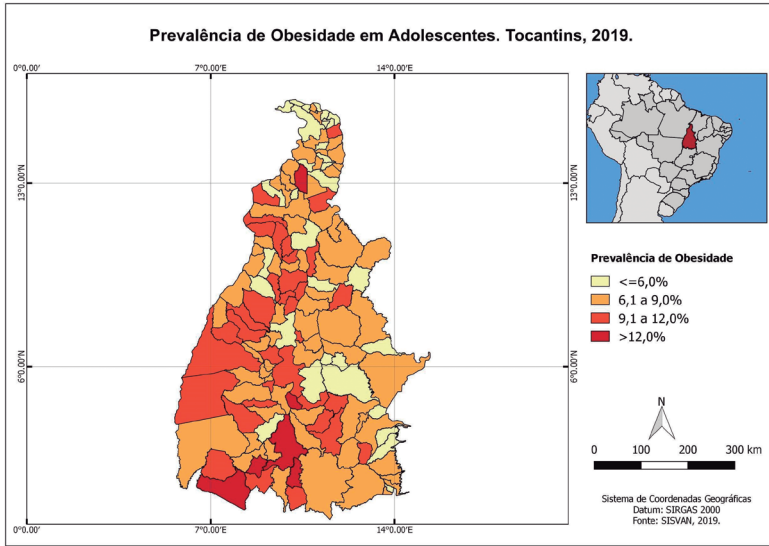 Prevalência de Obesidade em Adolescentes. Tocantins, 2019.
0°0.00'E 7°0.00'E 14°0.00'E
13°0.00'N 13°0.00'N
6°0.00'N 6°0.00'N
0°0.00'E 7°0.00'E 14°0.00'E
Prevalência de Obesidade
<=6,0%
6,1 a 9,0%
9,1 a 12,0%
>12,0%
N
0 100 200 300 km
Sistema de Coordenadas Geográficas
Datum: SIRGAS 2000
Fonte: SISVAN, 2019.